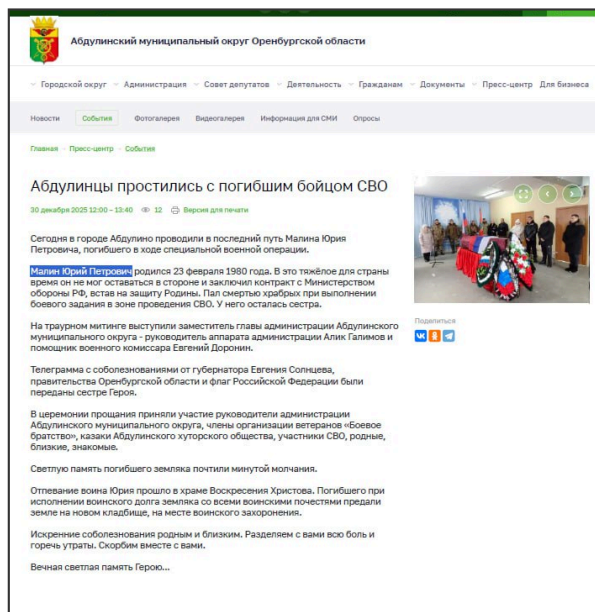 Абдулинский муниципальный округ Оренбургской области
Городской округ Администрация Совет депутатов Деятельность Гражданам Документы Пресс-центр Для бизнеса
Новости События Фотогалерея Видеогалерея Информация для СМИ Опросы
Главная - Пресс-центр - События
Абдулинцы простились с погибшим бойцом СВО
30 декабря 2025 12:00 – 13:40 12 Версия для печати
Сегодня в городе Абдулино проводили в последний путь Малина Юрия
Петровича, погибшего в ходе специальной военной операции.
Малин Юрий Петрович родился 23 февраля 1980 года. В это тяжёлое для страны
время он не мог оставаться в стороне и заключил контракт с Министерством
обороны РФ, встав на защиту Родины. Пал смертью храбрых при выполнении
боевого задания в зоне проведения СВО. У него осталась сестра.
На траурном митинге выступили заместитель главы администрации Абдулинского
муниципального округа - руководитель аппарата администрации Алик Галимов и
помощник военного комиссара Евгений Доронин.
Телеграмма с соболезнованиями от губернатора Евгения Солнцева,
правительства Оренбургской области и флаг Российской Федерации были
переданы сестре Героя.
В церемонии прощания приняли участие руководители администрации
Абдулинского муниципального округа, члены организации ветеранов «Боевое
братство», казаки Абдулинского хуторского общества, участники СВО, родные,
близкие, знакомые.
Светлую память погибшего земляка почтили минутой молчания.
Отпевание воина Юрия прошло в храме Воскресения Христова. Погибшего при
исполнении воинского долга земляка со всеми воинскими почестями предали
земле на новом кладбище, на месте воинского захоронения.
Искренние соболезнования родным и близким. Разделяем с вами всю боль и
горечь утраты. Скорбим вместе с вами.
Вечная светлая память Герою...
Поделиться